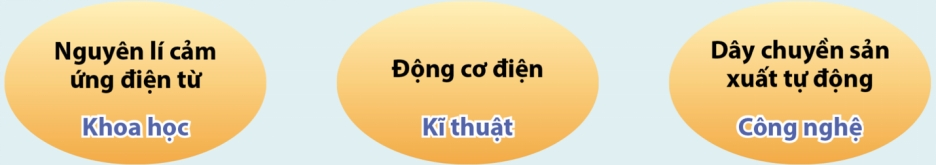 Nguyên lí cảm
ứng điện từ
Khoa học
Động cơ điện
Kĩ thuật
Dây chuyền sản
xuất tự động
Công nghệ